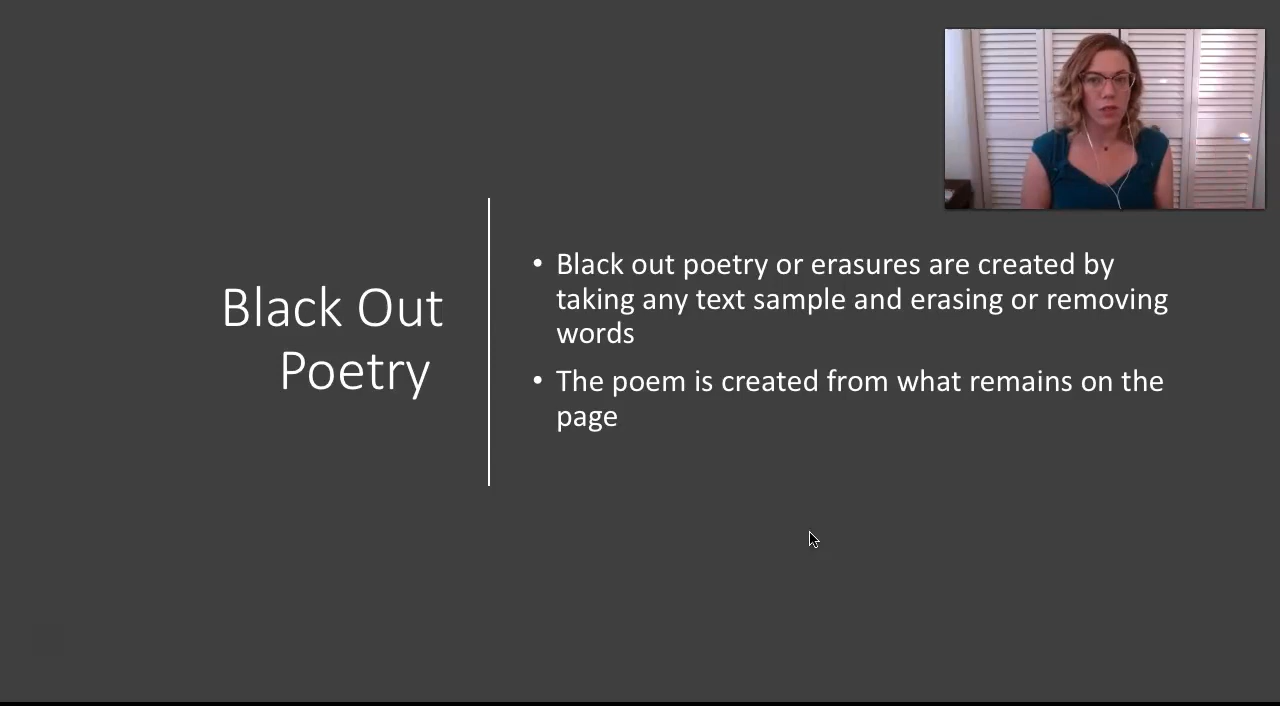 Black Out
Poetry
• Black out poetry or erasures are created by
taking any text sample and erasing or removing
words
• The poem is created from what remains on the
page